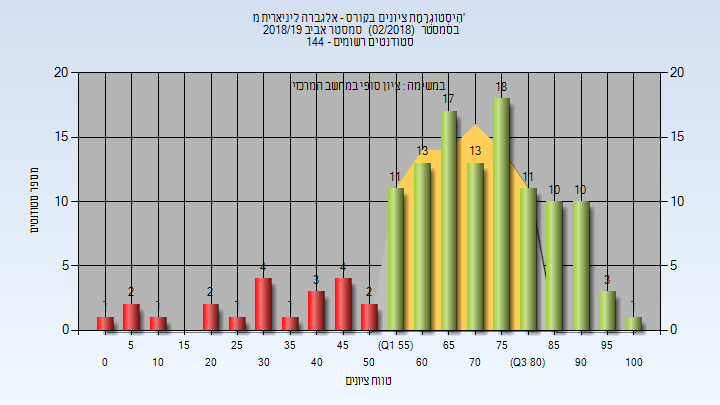 היסטוגרמת ציונים בקורס - אלגברה ליניארית מ'
בסמסטר (02/2018) סמסטר אביב 2018/19
סטודנטים רשומים - 144
במשימה : ציון סופי במחשב המרכזי
20 20
15 15
10 10
5 5
0 0
מספר סטודנטים
1 2 1 2 1 4 1 3 4 2 11 13 17 13 18 11 10 10 3 1
5 15 25 35 45 (Q1 55) 65 75 85 95
0 10 20 30 40 50 60 70 (Q3 80) 90 100
טווח ציונים